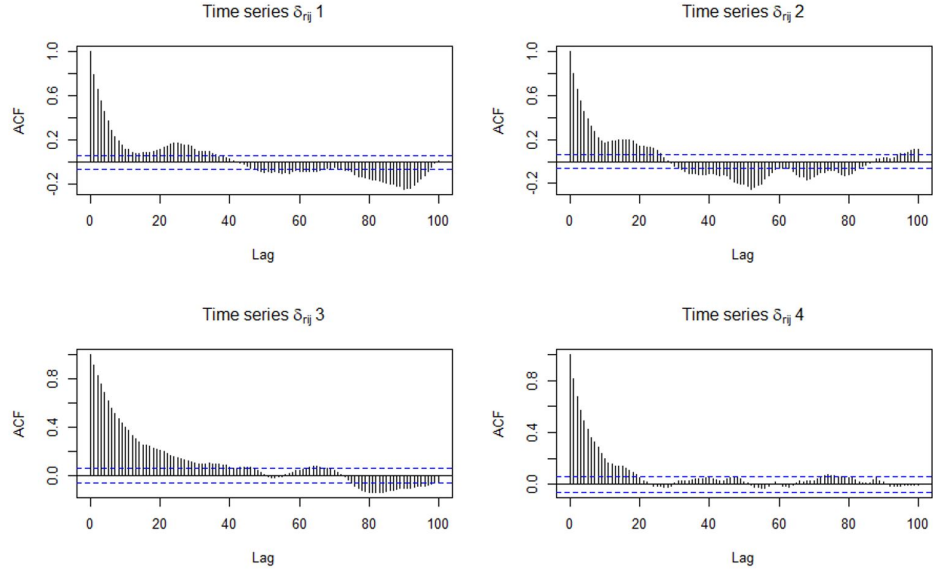 Time series δrij 1
ACF
-0.2 0.2 0.6 1.0
0 20 40 60 80 100
Lag
Time series δrij 2
ACF
-0.2 0.2 0.6 1.0
0 20 40 60 80 100
Lag
Time series δrij 3
ACF
0.0 0.4 0.8
0 20 40 60 80 100
Lag
Time series δrij 4
ACF
0.0 0.4 0.8
0 20 40 60 80 100
Lag